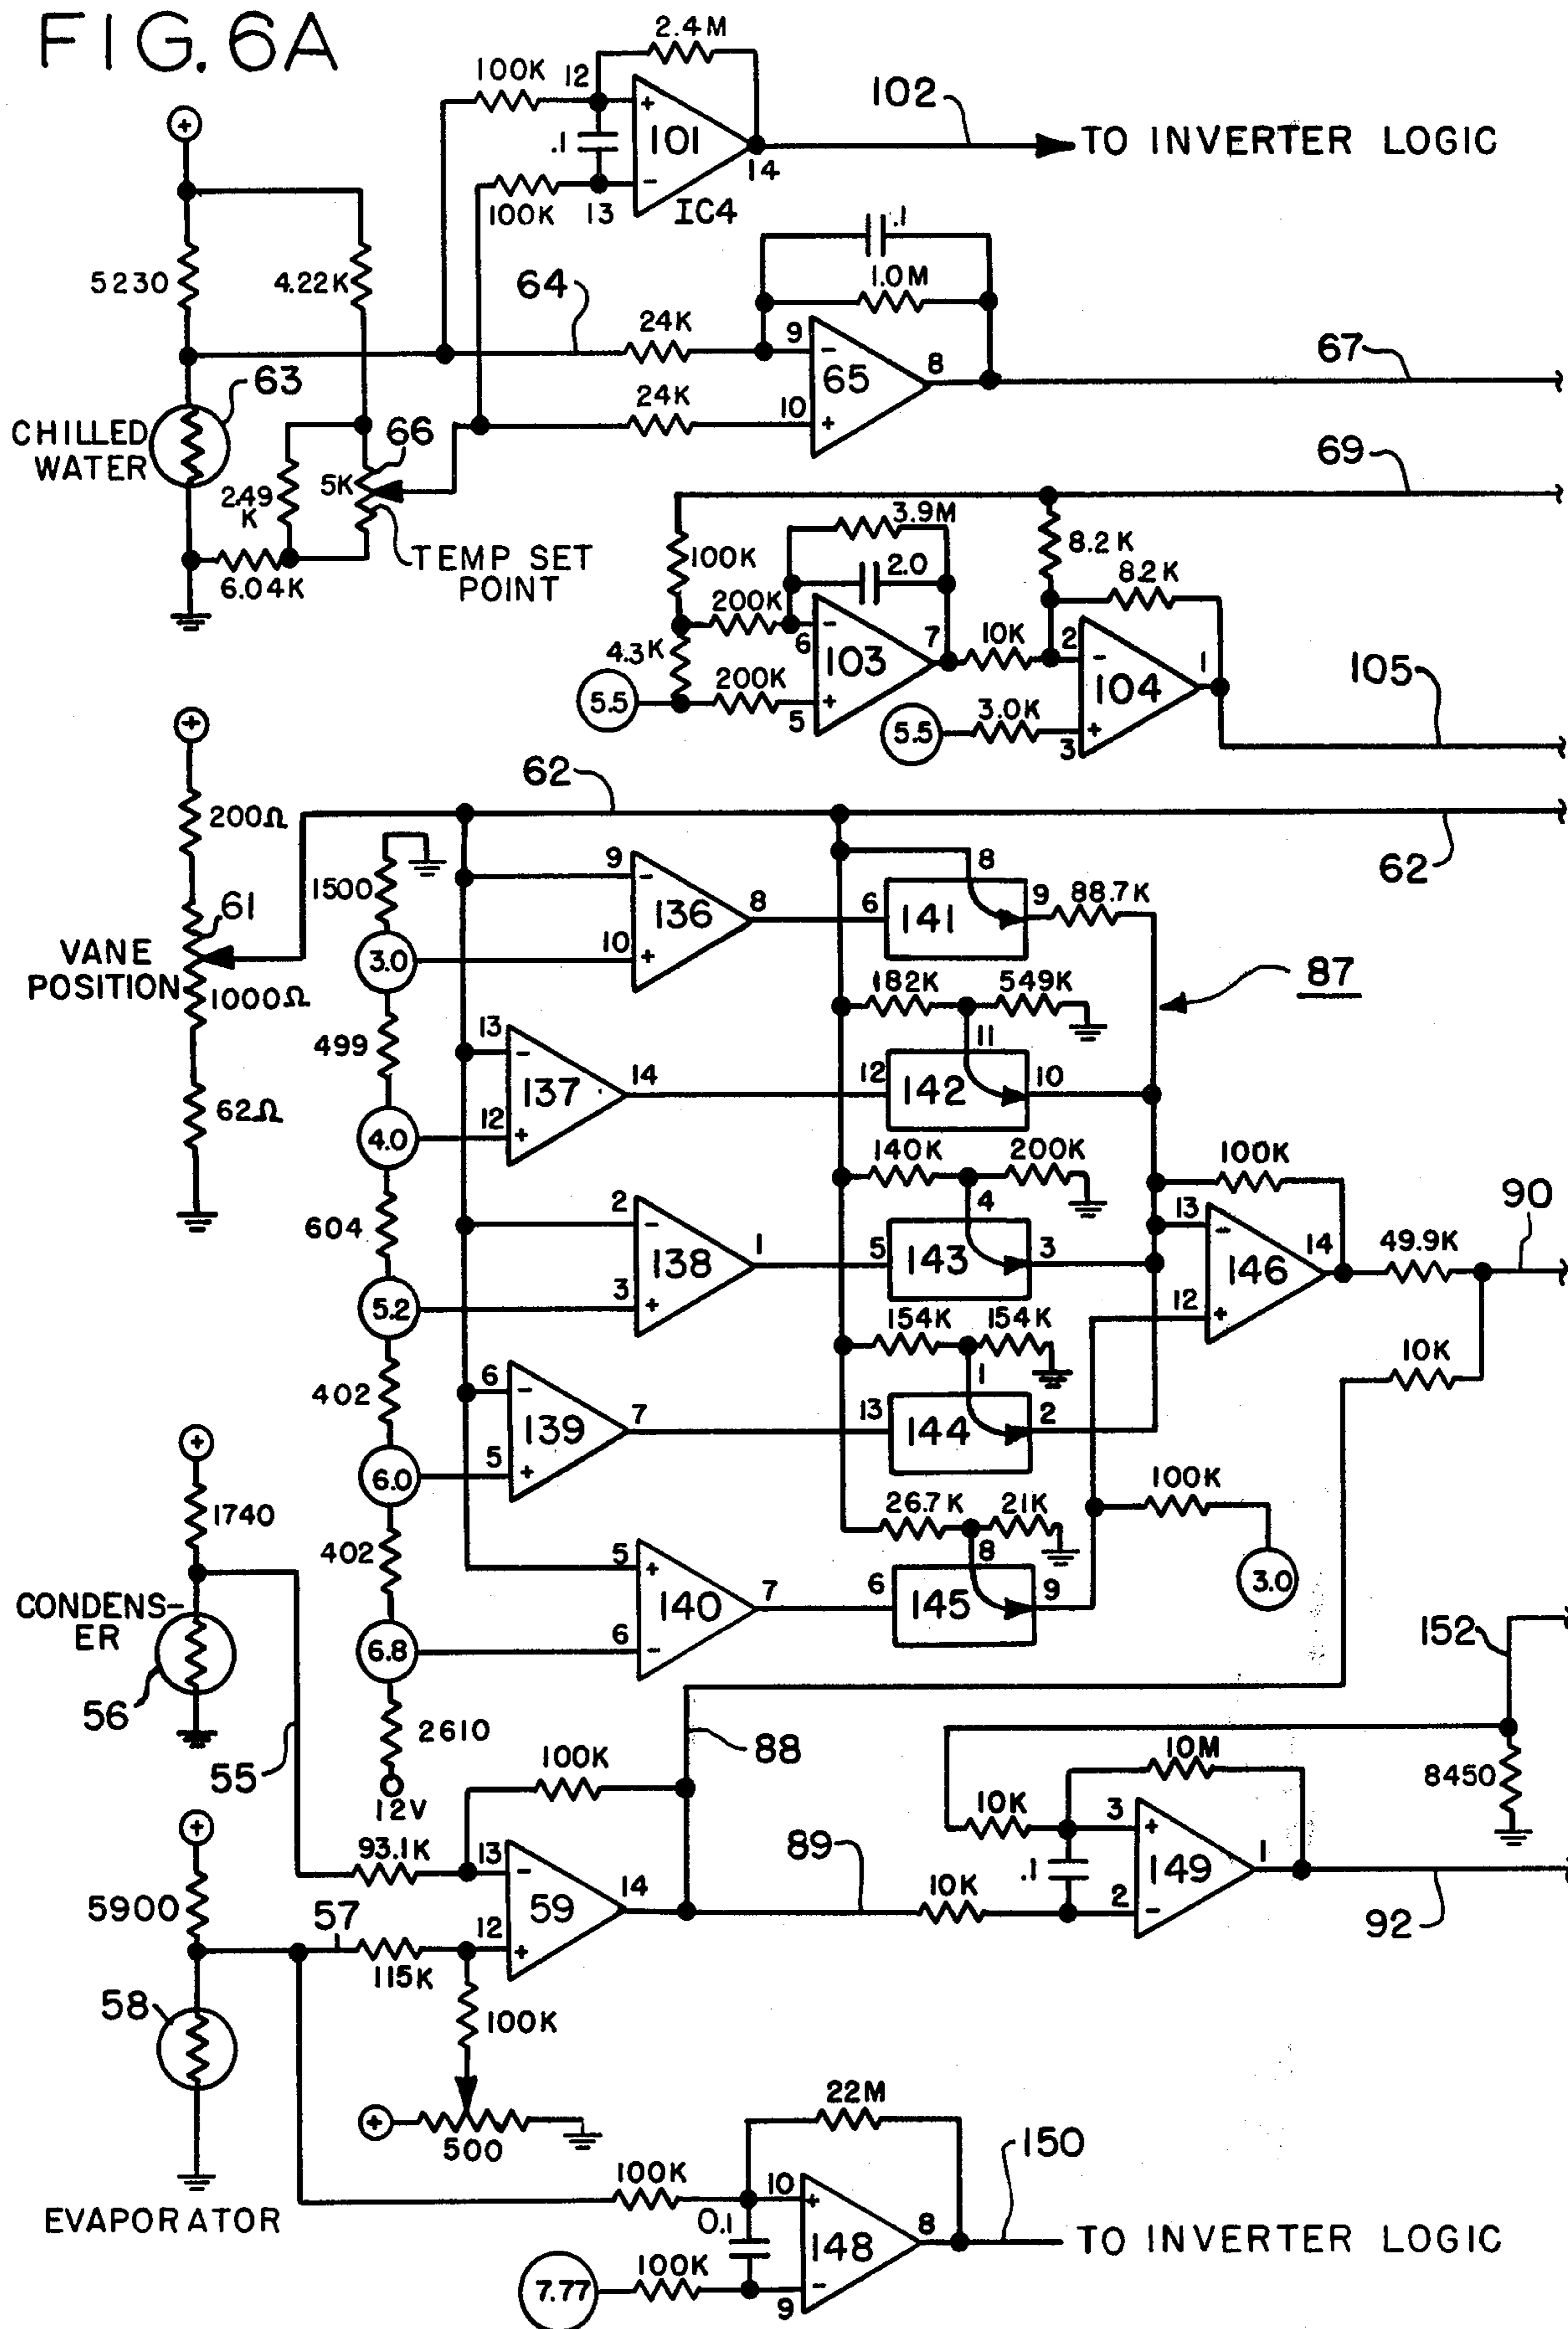 FIG. 6A
2.4M
100K
12
+
102
+
101
TO INVERTER LOGIC
.1
14
-
100K
13
IC4
5230
4.22K
64
.1
1.0M
24K
9
-
67
63
65
8
24K
10
+
CHILLED
WATER
66
69
2.49
K
5K
3.9M
100K
8.2K
TEMP SET
POINT
6.04K
2.0
82K
200K
-
6
7
10K
2
-
4.3K
103
1
105
200K
104
5.5
+
5
3.0K
5.5
+
3
+
62
200Ω
62
9
-
8
1500
136
8
6
141
9
88.7K
61
10
+
VANE
POSITION
3.0
87
1000Ω
182K
549K
499
13
-
11
14
12
142
10
137
62Ω
4.0
12
+
140K
200K
100K
604
2
-
4
90
13
-
1
5
143
3
14
49.9K
138
146
5.2
3
+
12
+
154K
154K
10K
402
6
-
1
7
13
144
2
139
+
6.0
5
+
100K
1740
26.7K
21K
402
5
+
8
3.0
CONDENS-
ER
7
6
145
9
140
152
6.8
6
-
56
2610
88
100K
10M
8450
55
12V
+
10K
3
+
93.1K
13
-
89
1
5900
14
.1
149
57
59
10K
2
-
92
12
+
115K
58
100K
22M
+
500
150
100K
10
+
EVAPORATOR
0.1
8
TO INVERTER LOGIC
148
100K
7.77
-
9